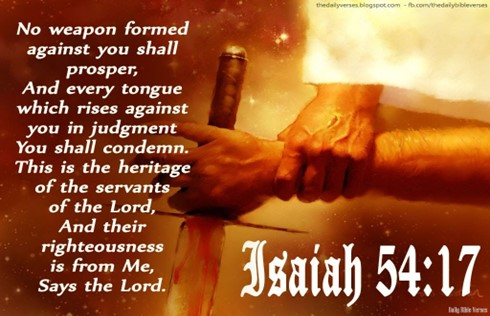 thedailyverses.blogspot.com - fb.com/thedailybibleverses
No weapon formed
against you shall
prosper,
And every tongue
which rises against
you in judgment
You shall condemn.
This is the heritage
of the servants
of the Lord,
And their
righteousness
is from Me,
Says the Lord.
Isaiah 54:17
Daily Bible Verses